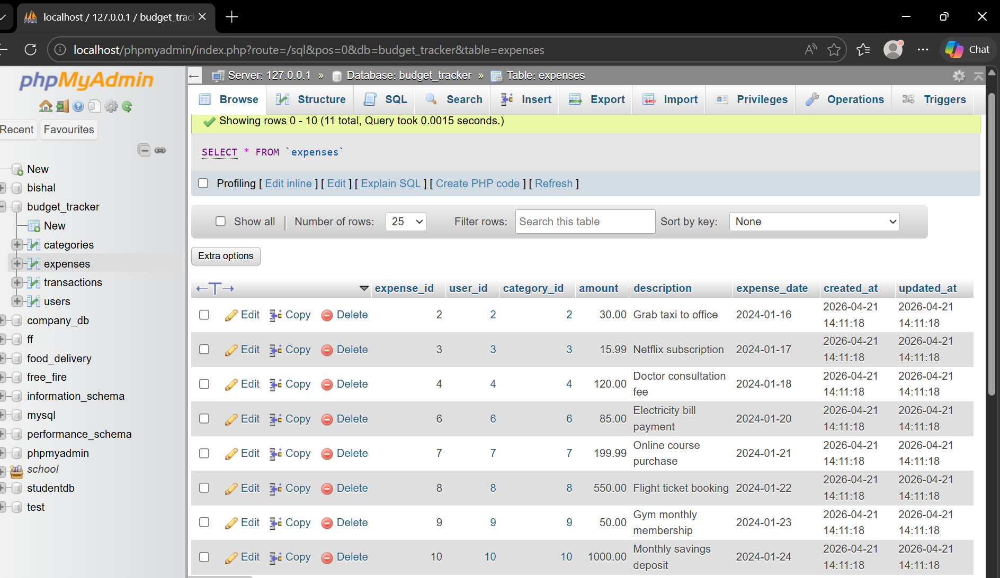 localhost / 127.0.0.1 / budget_trac
localhost/phpmyadmin/index.php?route=/sql&pos=0&db=budget_tracker&table=expenses
Chat
phpMyAdmin
Recent
Favourites
New
bishal
budget_tracker
New
categories
expenses
transactions
users
company_db
ff
food_delivery
free_fire
information_schema
mysql
performance_schema
phpmyadmin
school
studentdb
test
Server: 127.0.0.1 » Database: budget_tracker » Table: expenses
Browse Structure SQL Search Insert Export Import Privileges Operations Triggers
Showing rows 0 - 10 (11 total, Query took 0.0015 seconds.)
SELECT * FROM `expenses`
Profiling [ Edit inline ] [ Edit ] [ Explain SQL ] [ Create PHP code ] [ Refresh ]
Show all | Number of rows: 25 Filter rows: Search this table Sort by key: None
Extra options
expense_id user_id category_id amount description expense_date created_at updated_at
Edit Copy Delete 2 2 2 30.00 Grab taxi to office 2024-01-16 2026-04-21 14:11:18 2026-04-21 14:11:18
Edit Copy Delete 3 3 3 15.99 Netflix subscription 2024-01-17 2026-04-21 14:11:18 2026-04-21 14:11:18
Edit Copy Delete 4 4 4 120.00 Doctor consultation fee 2024-01-18 2026-04-21 14:11:18 2026-04-21 14:11:18
Edit Copy Delete 6 6 6 85.00 Electricity bill payment 2024-01-20 2026-04-21 14:11:18 2026-04-21 14:11:18
Edit Copy Delete 7 7 7 199.99 Online course purchase 2024-01-21 2026-04-21 14:11:18 2026-04-21 14:11:18
Edit Copy Delete 8 8 8 550.00 Flight ticket booking 2024-01-22 2026-04-21 14:11:18 2026-04-21 14:11:18
Edit Copy Delete 9 9 9 50.00 Gym monthly membership 2024-01-23 2026-04-21 14:11:18 2026-04-21 14:11:18
Edit Copy Delete 10 10 10 1000.00 Monthly savings deposit 2024-01-24 2026-04-21 14:11:18 2026-04-21 14:11:18